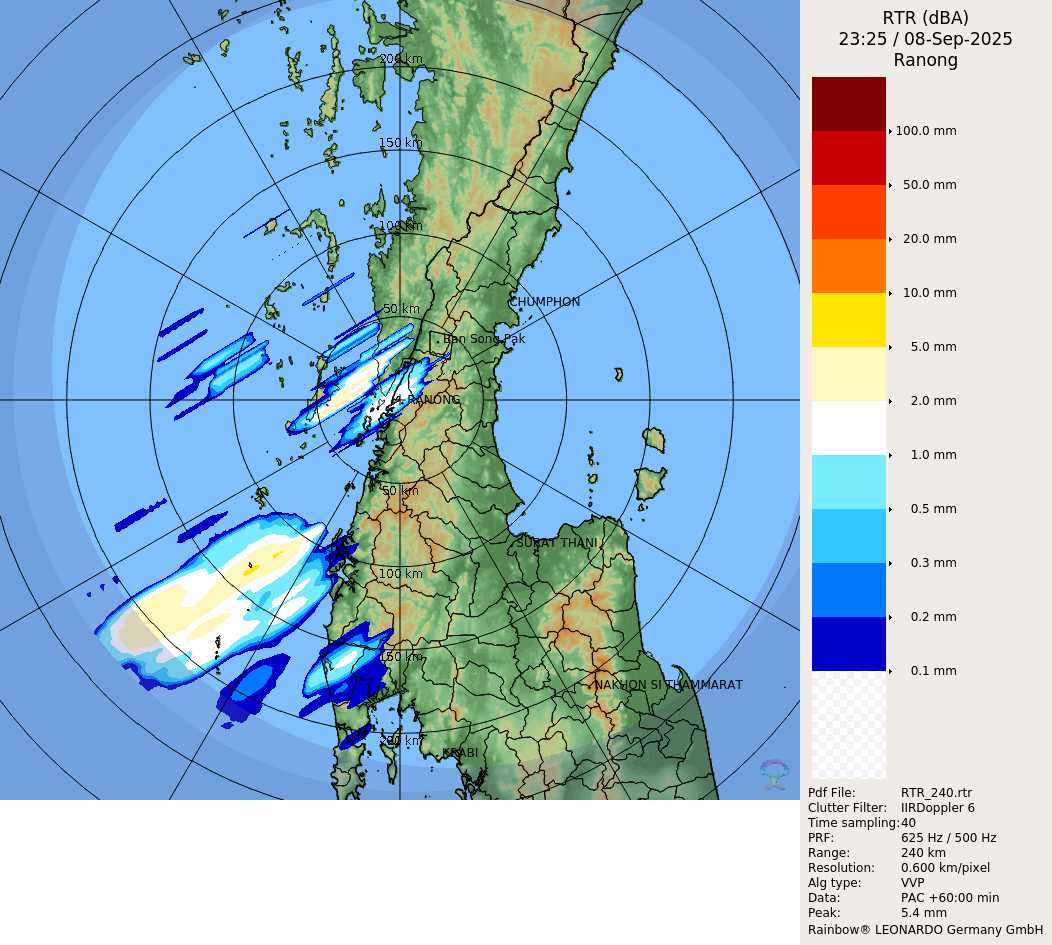 RTR (dBA)
23:25 / 08-Sep-2025
Ranong
100.0 mm
50.0 mm
20.0 mm
10.0 mm
5.0 mm
2.0 mm
1.0 mm
0.5 mm
0.3 mm
0.2 mm
0.1 mm
Pdf File: RTR_240.rtr
Clutter Filter: IIRDoppler 6
Time sampling: 40
PRF: 625 Hz / 500 Hz
Range: 240 km
Resolution: 0.600 km/pixel
Alg type: VVP
Data: PAC +60:00 min
Peak: 5.4 mm
Rainbow® LEONARDO Germany GmbH
200 km
150 km
100 km
50 km
CHUMPHON
Ban Song Pak
RANONG
50 km
SURAT THANI
100 km
150 km
NAKHON SI THAMMARAT
200 km
KRABI